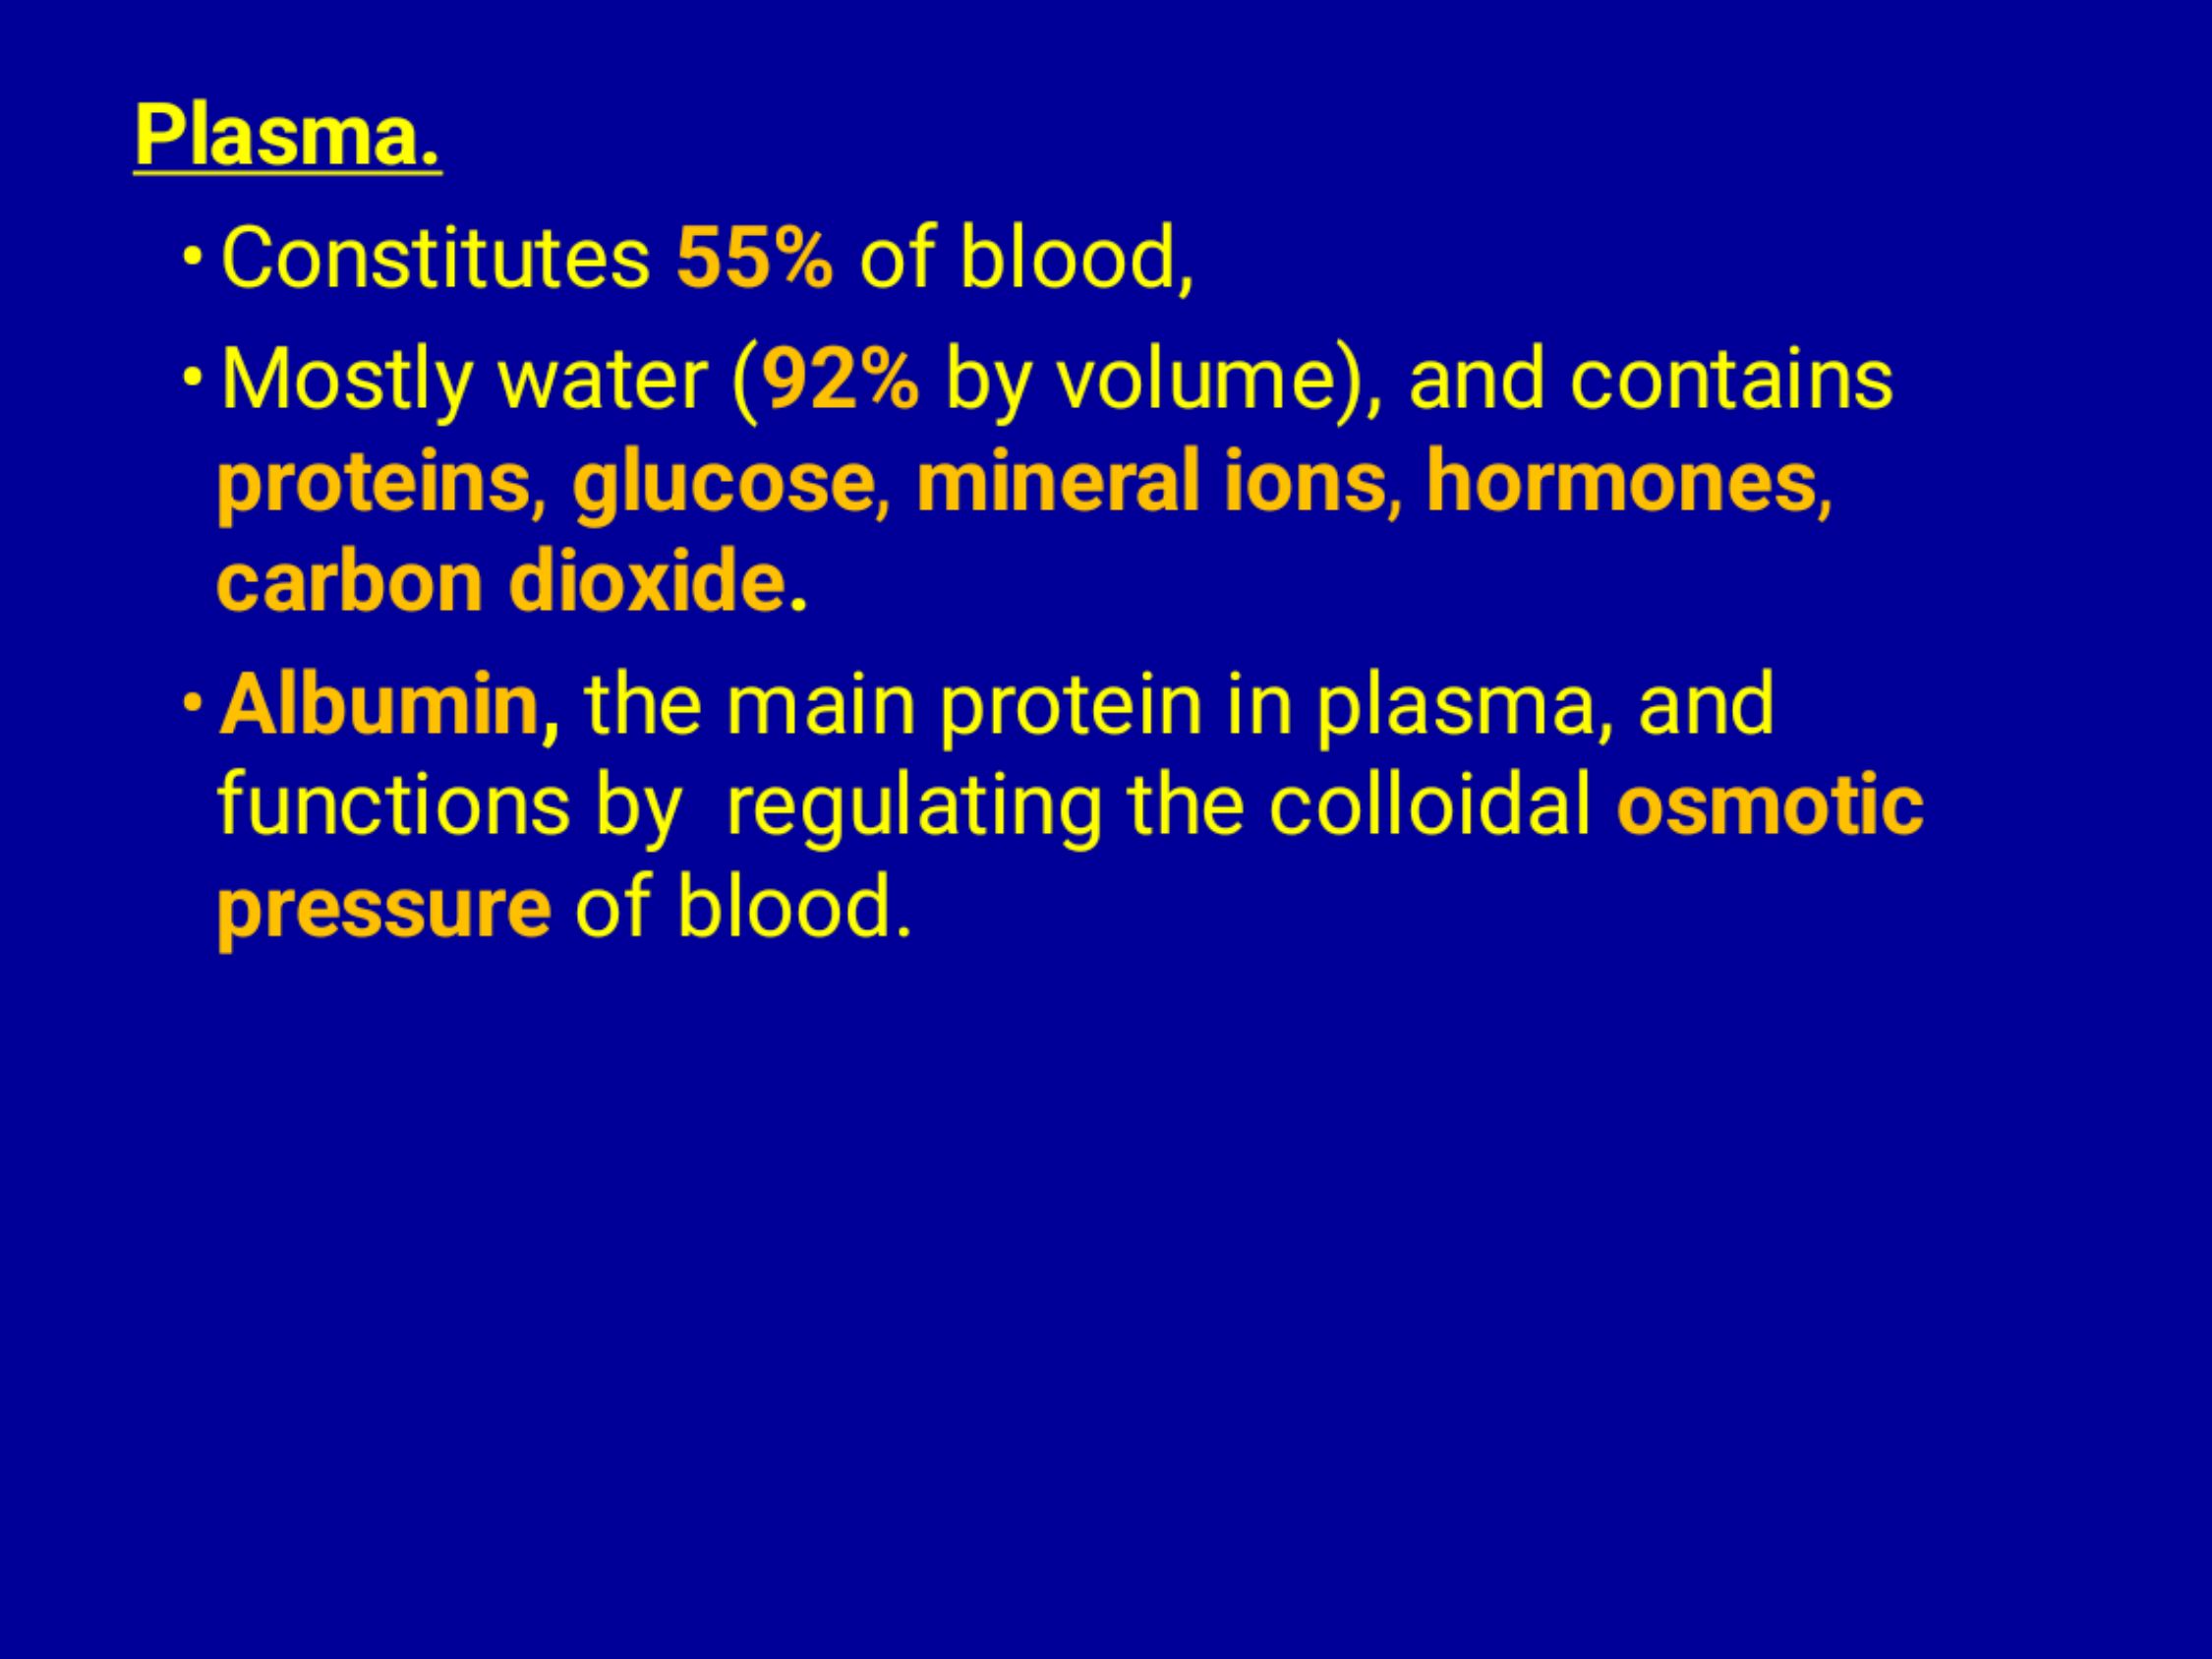 Plasma.
• Constitutes 55% of blood,
• Mostly water (92% by volume), and contains
proteins, glucose, mineral ions, hormones,
carbon dioxide.
• Albumin, the main protein in plasma, and
functions by  regulating the colloidal osmotic
pressure of blood.